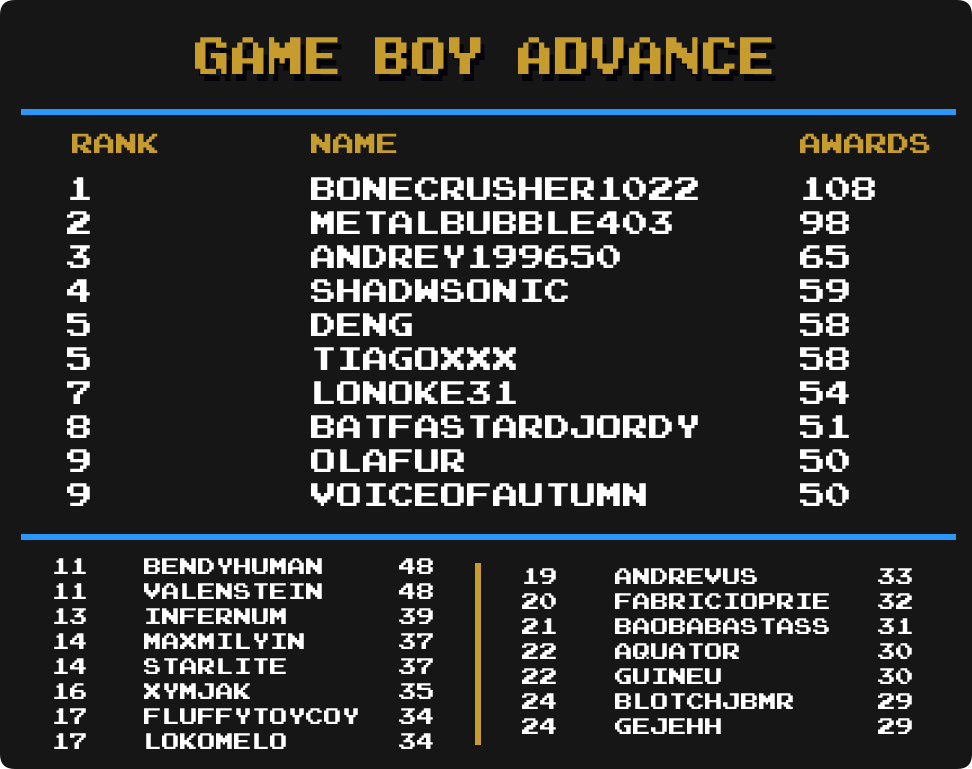 GAME BOY ADVANCE
RANK NAME AWARDS
1 BONECRUSHER1022 108
2 METALBUBBLE403 98
3 ANDREY199650 65
4 SHADWSONIC 59
5 DENG 58
5 TIAGOXXX 58
7 LONOKE31 54
8 BATFASTARDJORDY 51
9 OLAFUR 50
9 VOICEOFAUTUMN 50
11 BENDYHUMAN 48
11 VALENSTEIN 48
13 INFERNUM 39
14 MAXMILYIN 37
14 STARLITE 37
16 XYMJAK 35
17 FLUFFYTOYCOY 34
17 LOKOMELO 34
19 ANDREVUS 33
20 FABRICIOPRIE 32
21 BAOBABASTASS 31
22 AQUATOR 30
22 GUINEU 30
24 BLOTCHJBMR 29
24 GEJEHH 29